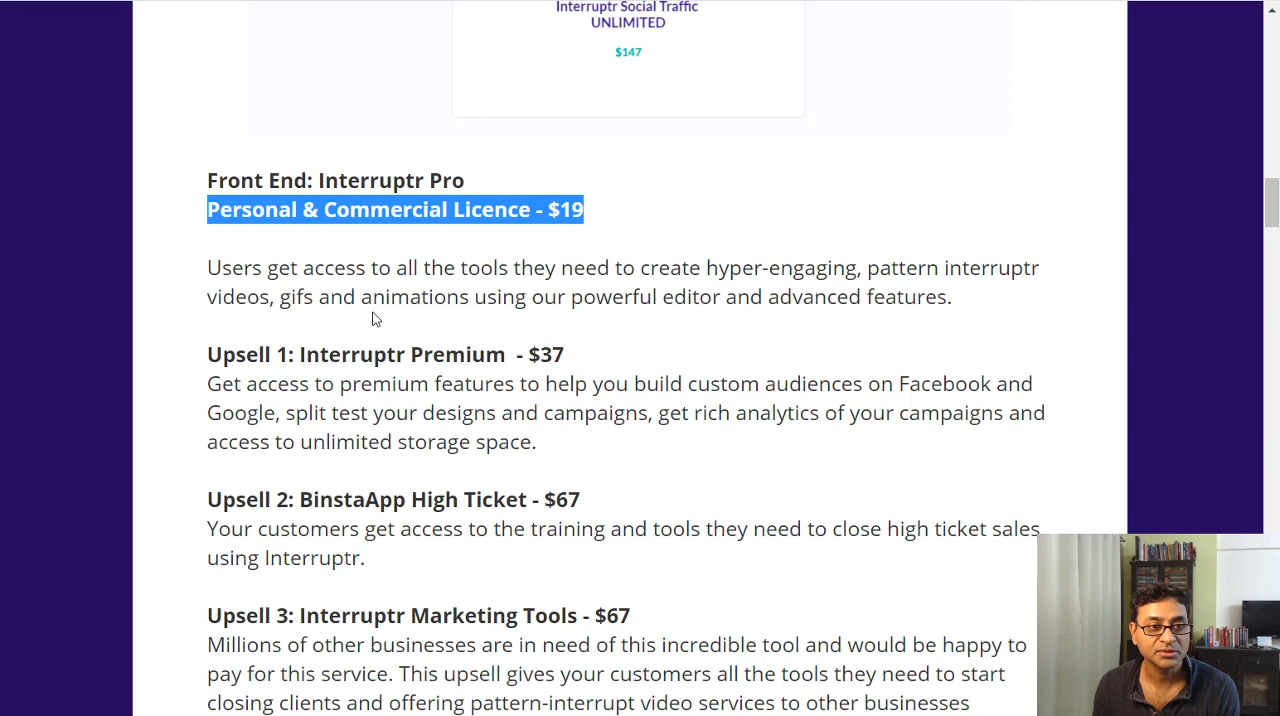 Interruptr Social Traffic
UNLIMITED
$147
Front End: Interruptr Pro
Personal & Commercial Licence - $19
Users get access to all the tools they need to create hyper-engaging, pattern interruptr
videos, gifs and animations using our powerful editor and advanced features.
Upsell 1: Interruptr Premium - $37
Get access to premium features to help you build custom audiences on Facebook and
Google, split test your designs and campaigns, get rich analytics of your campaigns and
access to unlimited storage space.
Upsell 2: BinstaApp High Ticket - $67
Your customers get access to the training and tools they need to close high ticket sales
using Interruptr.
Upsell 3: Interruptr Marketing Tools - $67
Millions of other businesses are in need of this incredible tool and would be happy to
pay for this service. This upsell gives your customers all the tools they need to start
closing clients and offering pattern-interrupt video services to other businesses